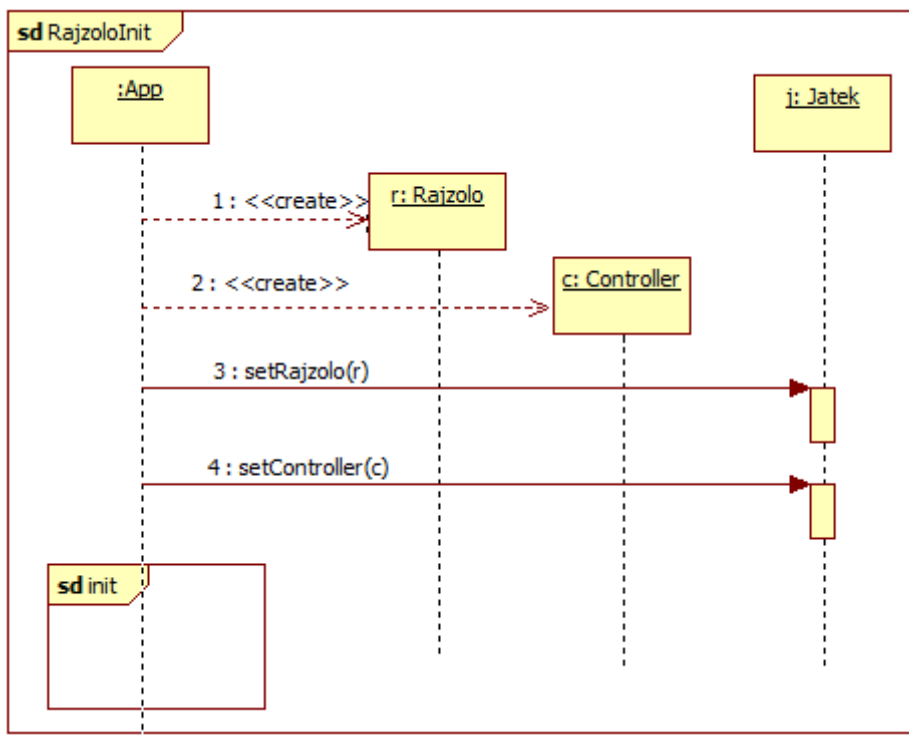 sd RajzoloInit
:App
j: Jatek
1 : <<create>>
r: Rajzolo
2 : <<create>>
c: Controller
3 : setRajzolo(r)
4 : setController(c)
sd init